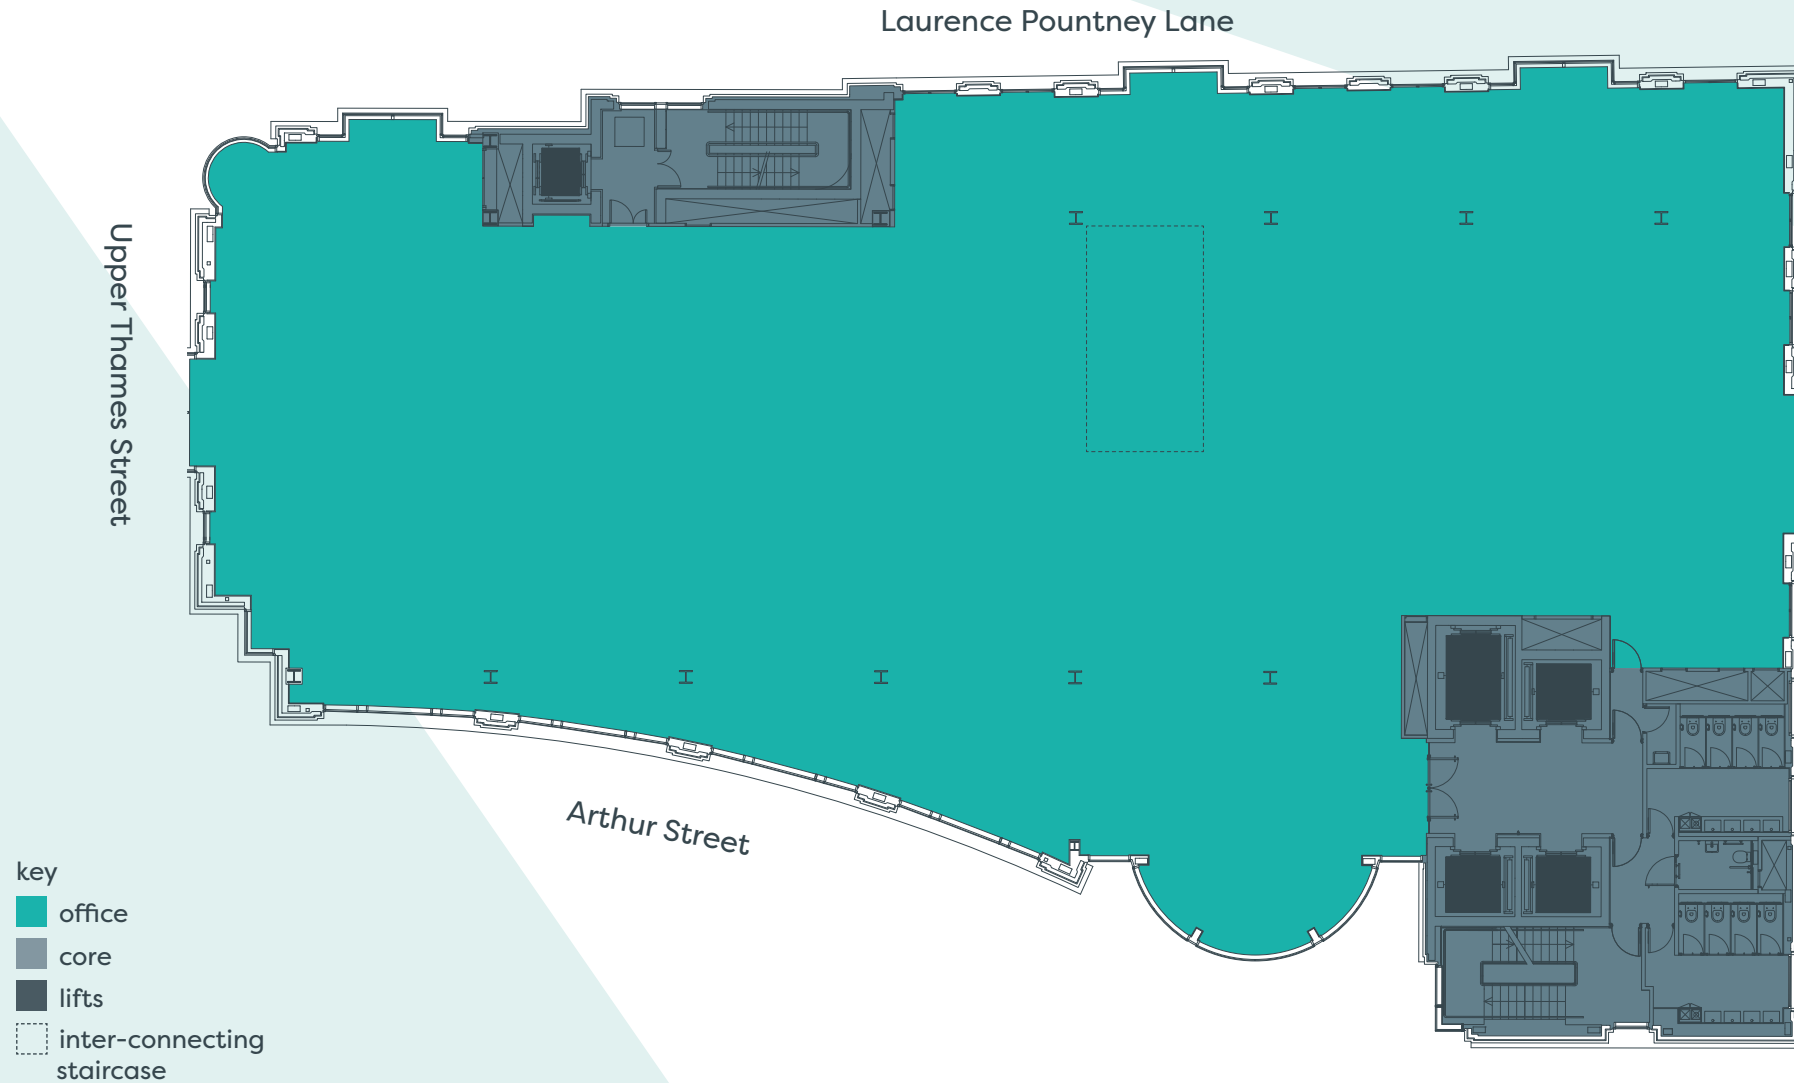 Laurence Pountney Lane
Upper Thames Street
Arthur Street
key
office
core
lifts
inter-connecting
staircase